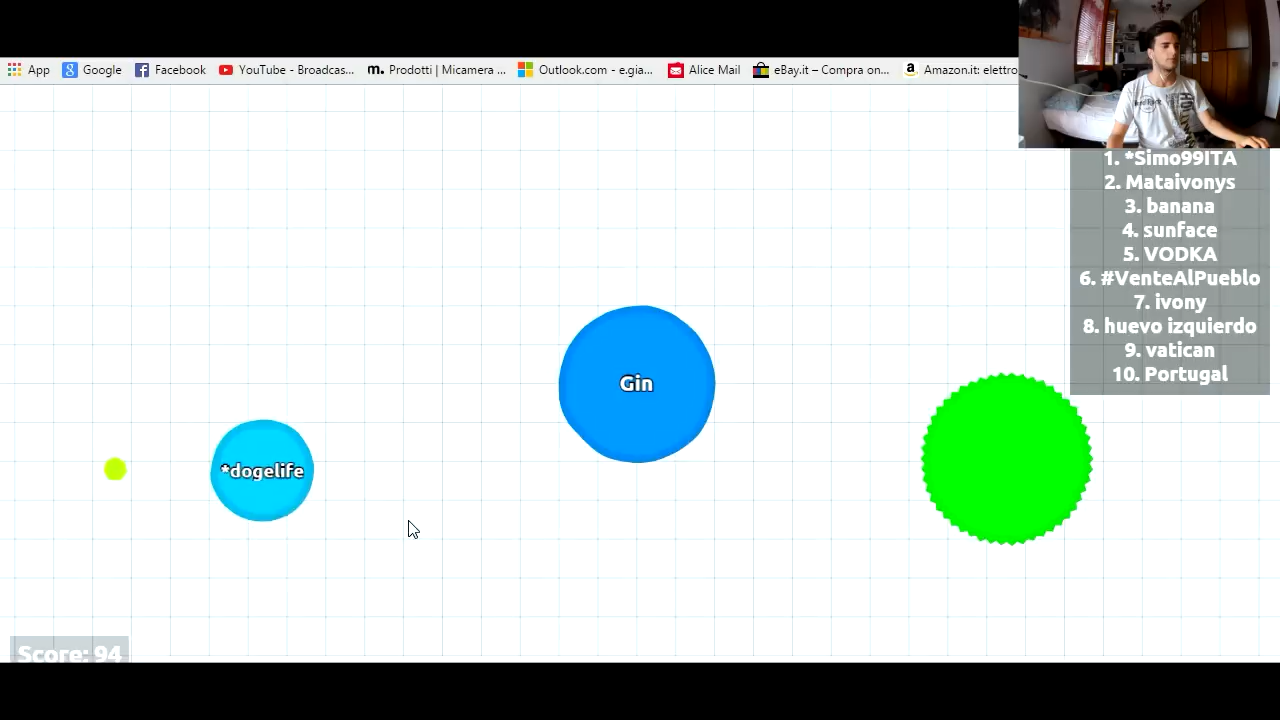 App Google Facebook YouTube - Broadcas... Prodotti | Micamera ... Outlook.com - e.gia... Alice Mail eBay.it – Compra on... Amazon.it: elettro
1. *Simo99ITA
2. Mataivonys
3. banana
4. sunface
5. VODKA
6. #VenteAlPueblo
7. ivony
8. huevo izquierdo
9. vatican
10. Portugal
Gin
*dogelife
Score: 94